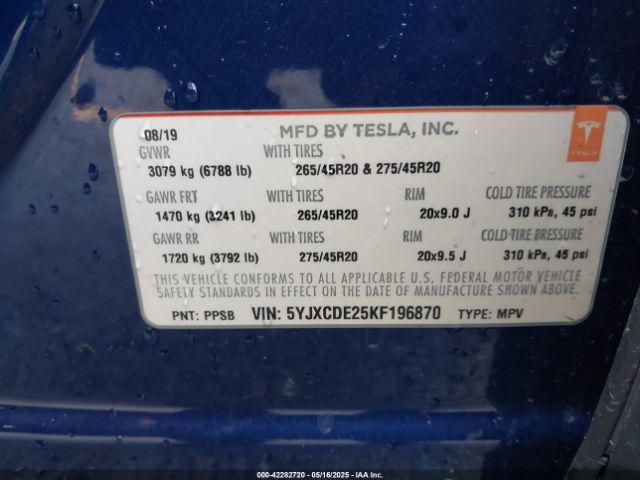 08/19 MFD BY TESLA, INC.
GVWR WITH TIRES
3079 kg (6788 lb) 265/45R20 & 275/45R20
GAWR FRT WITH TIRES RIM COLD TIRE PRESSURE
1470 kg (3241 lb) 265/45R20 20x9.0 J 310 kPa, 45 psi
GAWR RR WITH TIRES RIM COLD TIRE PRESSURE
1720 kg (3792 lb) 275/45R20 20x9.5 J 310 kPa, 45 psi
THIS VEHICLE CONFORMS TO ALL APPLICABLE U.S. FEDERAL MOTOR VEHICLE
SAFETY STANDARDS IN EFFECT ON THE DATE OF MANUFACTURE SHOWN ABOVE.
PNT: PPSB VIN: 5YJXCDE25KF196870 TYPE: MPV
TESLA
000-42282720 - 05/16/2025 - IAA Inc.